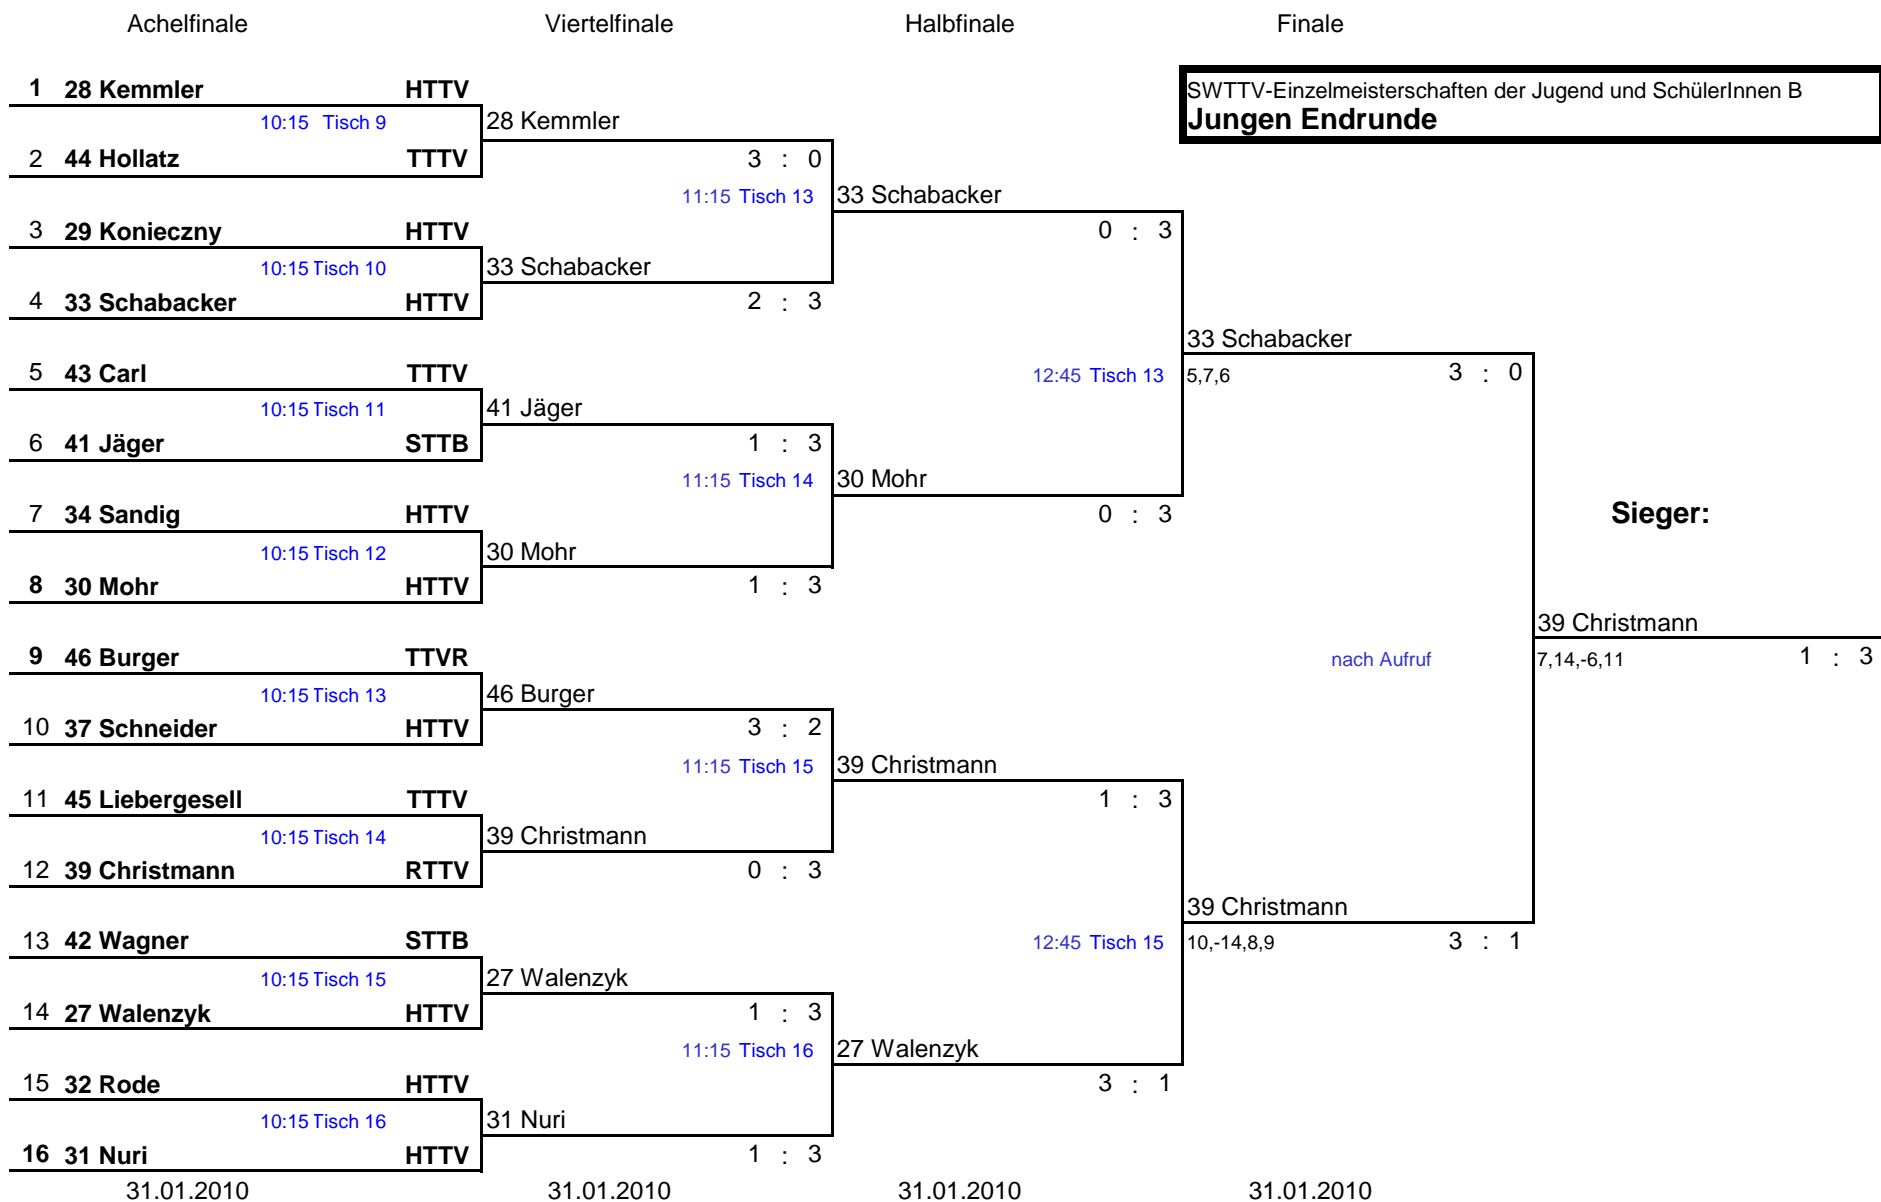 Achelfinale Viertelfinale Halbfinale Finale
1 28 Kemmler HTTV
SWTTV-Einzelmeisterschaften der Jugend und SchülerInnen B
Jungen Endrunde
10:15 Tisch 9 28 Kemmler
2 44 Hollatz TTTV 3 : 0
11:15 Tisch 13 33 Schabacker
3 29 Konieczny HTTV 0 : 3
10:15 Tisch 10 33 Schabacker
4 33 Schabacker HTTV 2 : 3
33 Schabacker
5 43 Carl TTTV 12:45 Tisch 13 5,7,6 3 : 0
10:15 Tisch 11 41 Jäger
6 41 Jäger STTB 1 : 3
11:15 Tisch 14 30 Mohr
7 34 Sandig HTTV 0 : 3 Sieger:
10:15 Tisch 12 30 Mohr
8 30 Mohr HTTV 1 : 3
39 Christmann
9 46 Burger TTVR nach Aufruf 7,14,-6,11 1 : 3
10:15 Tisch 13 46 Burger
10 37 Schneider HTTV 3 : 2
11:15 Tisch 15 39 Christmann
11 45 Liebergesell TTTV 1 : 3
10:15 Tisch 14 39 Christmann
12 39 Christmann RTTV 0 : 3
39 Christmann
13 42 Wagner STTB 12:45 Tisch 15 10,-14,8,9 3 : 1
10:15 Tisch 15 27 Walenzyk
14 27 Walenzyk HTTV 1 : 3
11:15 Tisch 16 27 Walenzyk
15 32 Rode HTTV 3 : 1
10:15 Tisch 16 31 Nuri
16 31 Nuri HTTV 1 : 3
31.01.2010 31.01.2010 31.01.2010 31.01.2010